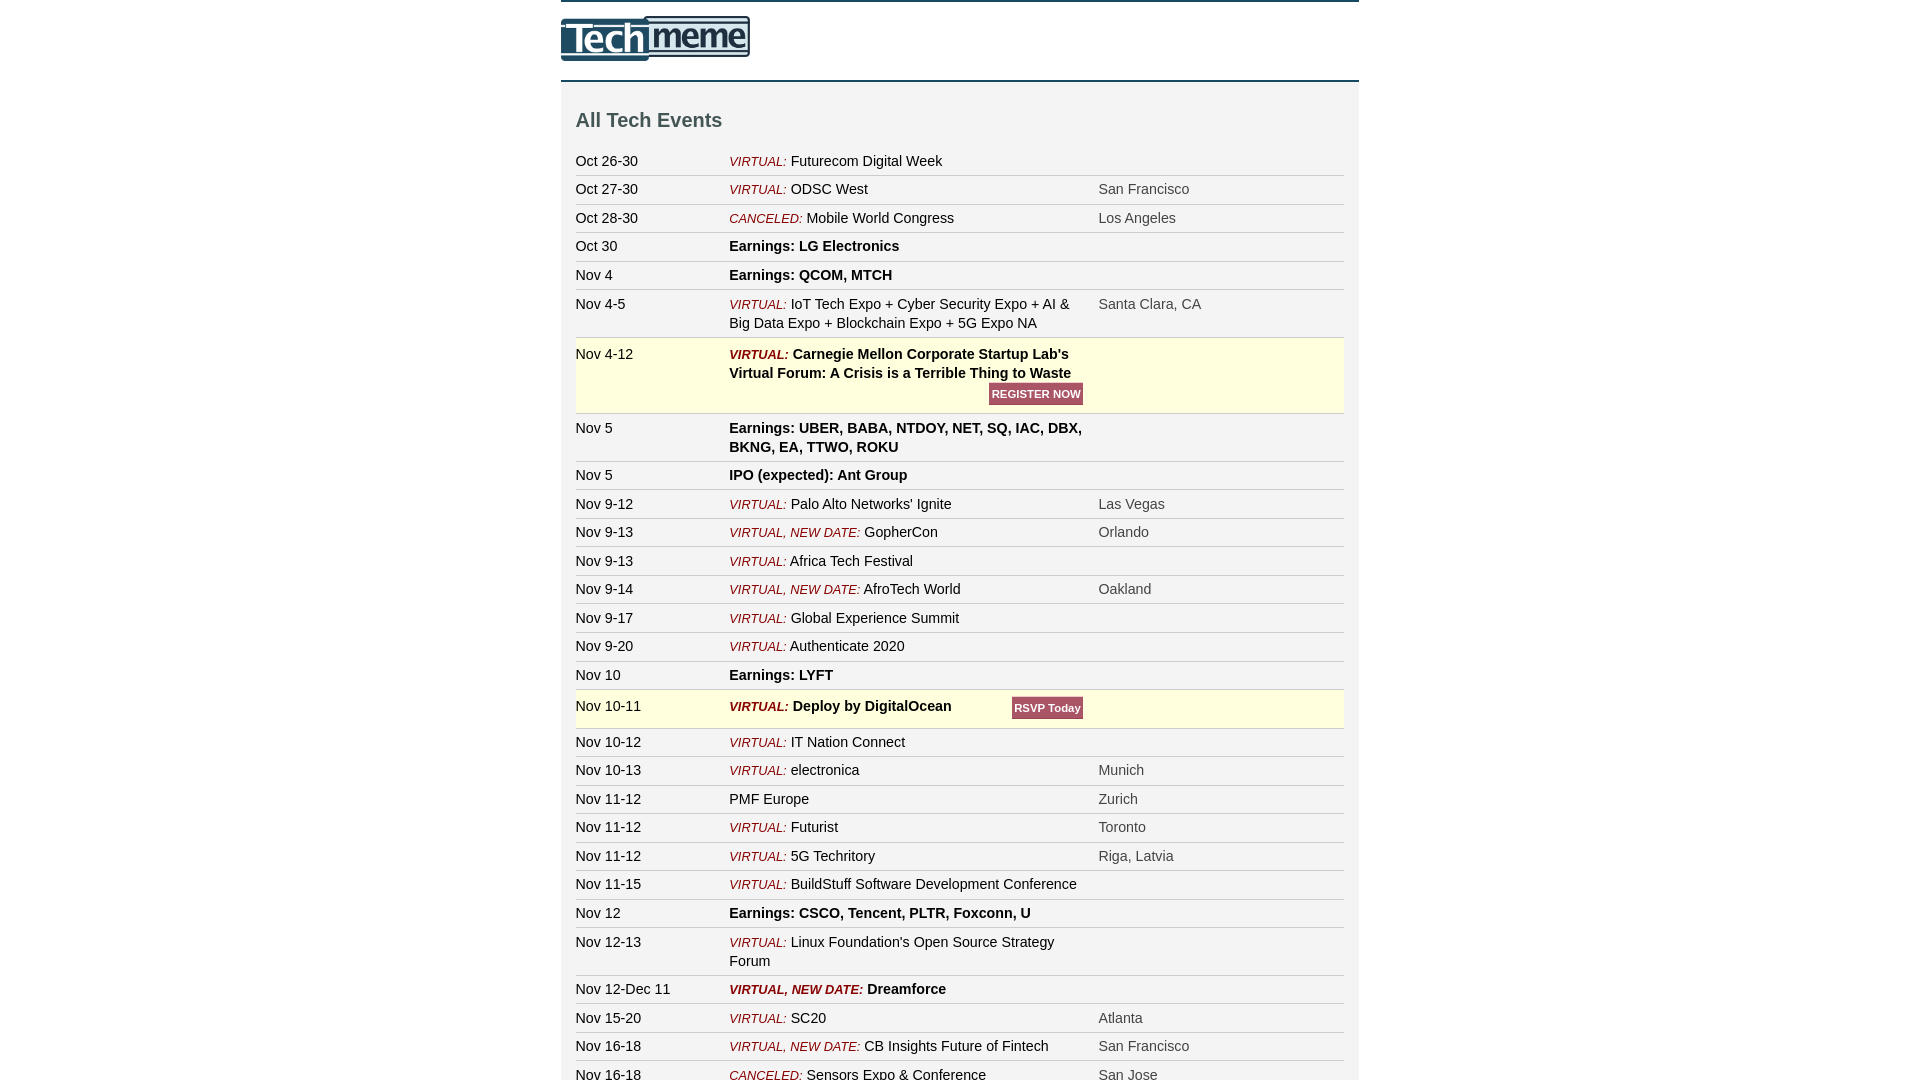 Techmeme
All Tech Events
Oct 26-30 VIRTUAL: Futurecom Digital Week
Oct 27-30 VIRTUAL: ODSC West San Francisco
Oct 28-30 CANCELED: Mobile World Congress Los Angeles
Oct 30 Earnings: LG Electronics
Nov 4 Earnings: QCOM, MTCH
Nov 4-5 VIRTUAL: IoT Tech Expo + Cyber Security Expo + AI & Santa Clara, CA
Big Data Expo + Blockchain Expo + 5G Expo NA
Nov 4-12 VIRTUAL: Carnegie Mellon Corporate Startup Lab's
Virtual Forum: A Crisis is a Terrible Thing to Waste
REGISTER NOW
Nov 5 Earnings: UBER, BABA, NTDOY, NET, SQ, IAC, DBX,
BKNG, EA, TTWO, ROKU
Nov 5 IPO (expected): Ant Group
Nov 9-12 VIRTUAL: Palo Alto Networks' Ignite Las Vegas
Nov 9-13 VIRTUAL, NEW DATE: GopherCon Orlando
Nov 9-13 VIRTUAL: Africa Tech Festival
Nov 9-14 VIRTUAL, NEW DATE: AfroTech World Oakland
Nov 9-17 VIRTUAL: Global Experience Summit
Nov 9-20 VIRTUAL: Authenticate 2020
Nov 10 Earnings: LYFT
Nov 10-11 VIRTUAL: Deploy by DigitalOcean RSVP Today
Nov 10-12 VIRTUAL: IT Nation Connect
Nov 10-13 VIRTUAL: electronica Munich
Nov 11-12 PMF Europe Zurich
Nov 11-12 VIRTUAL: Futurist Toronto
Nov 11-12 VIRTUAL: 5G Techritory Riga, Latvia
Nov 11-15 VIRTUAL: BuildStuff Software Development Conference
Nov 12 Earnings: CSCO, Tencent, PLTR, Foxconn, U
Nov 12-13 VIRTUAL: Linux Foundation's Open Source Strategy
Forum
Nov 12-Dec 11 VIRTUAL, NEW DATE: Dreamforce
Nov 15-20 VIRTUAL: SC20 Atlanta
Nov 16-18 VIRTUAL, NEW DATE: CB Insights Future of Fintech San Francisco
Nov 16-18 CANCELED: Sensors Expo & Conference San Jose